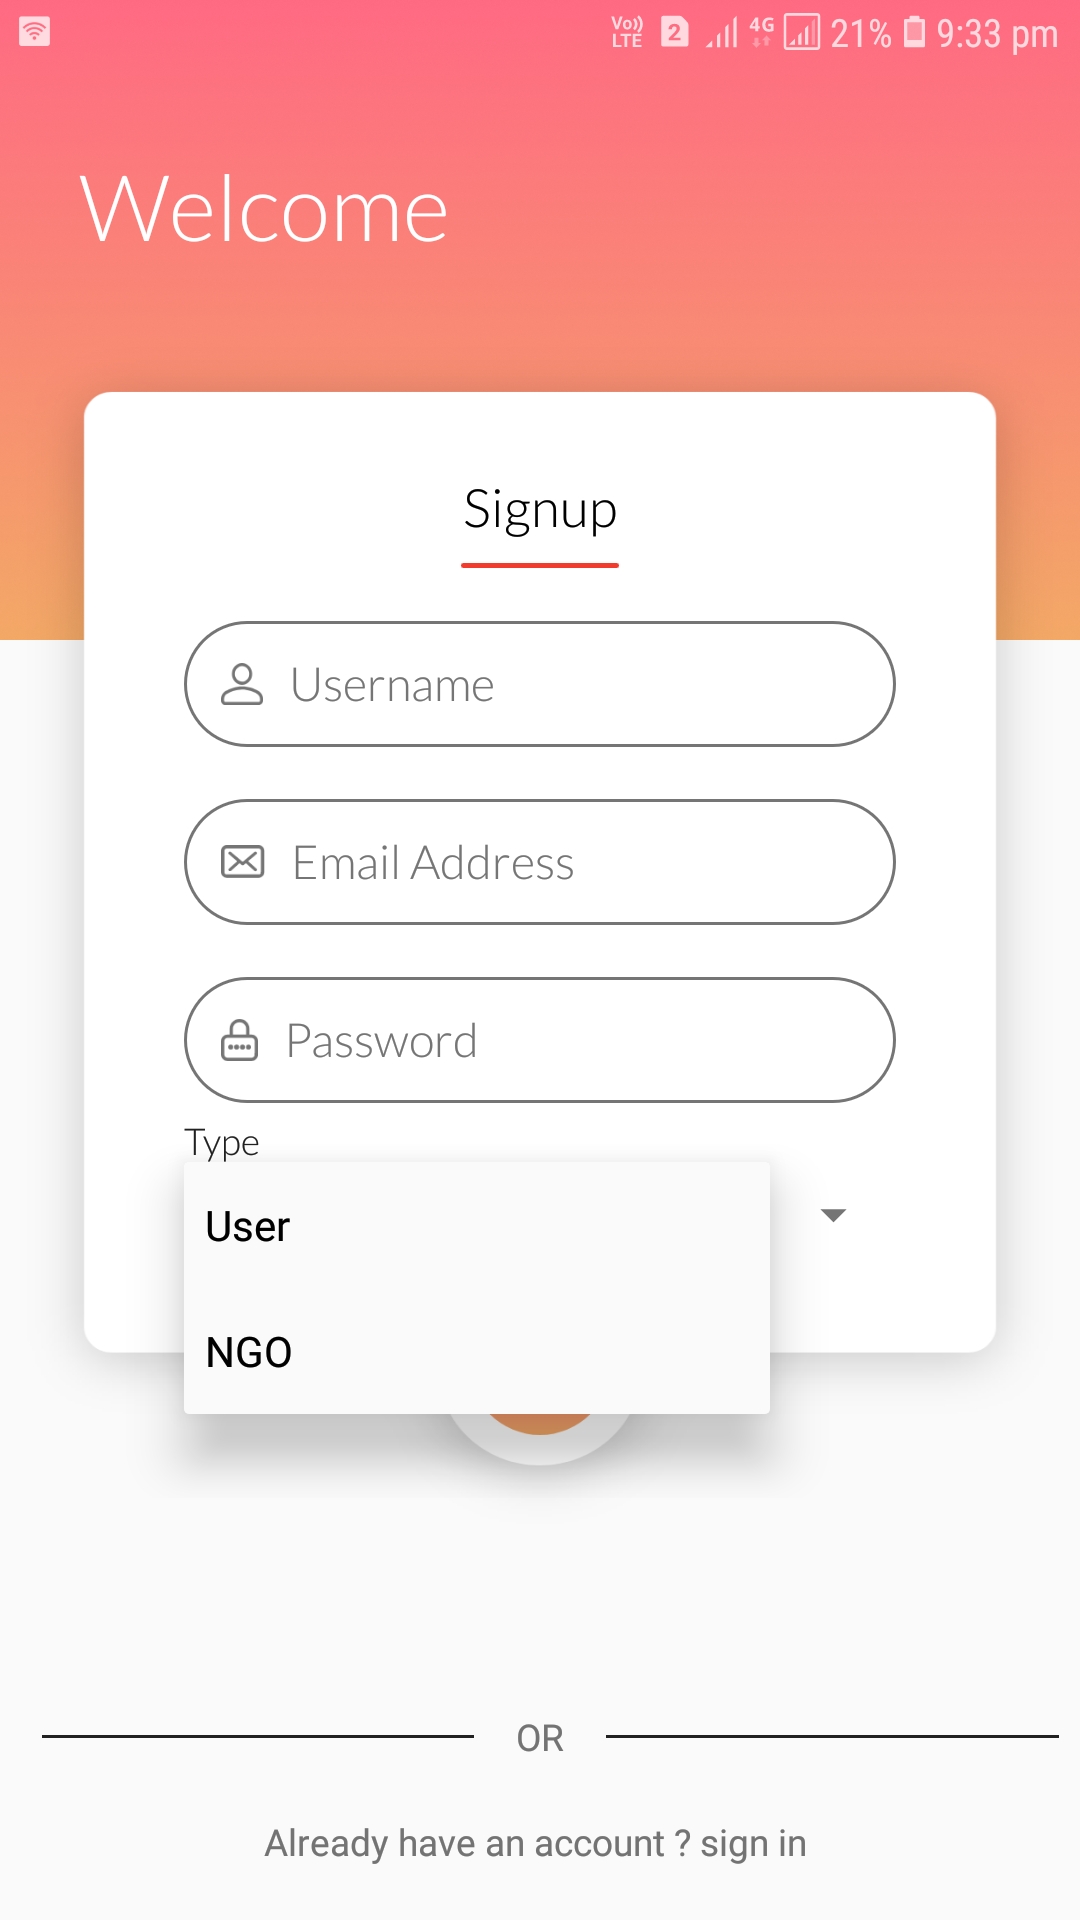 Vo)) LTE 2 4G 21% 9:33 pm
Welcome
Signup
Username
Email Address
Password
Type
User
NGO
OR
Already have an account ? sign in